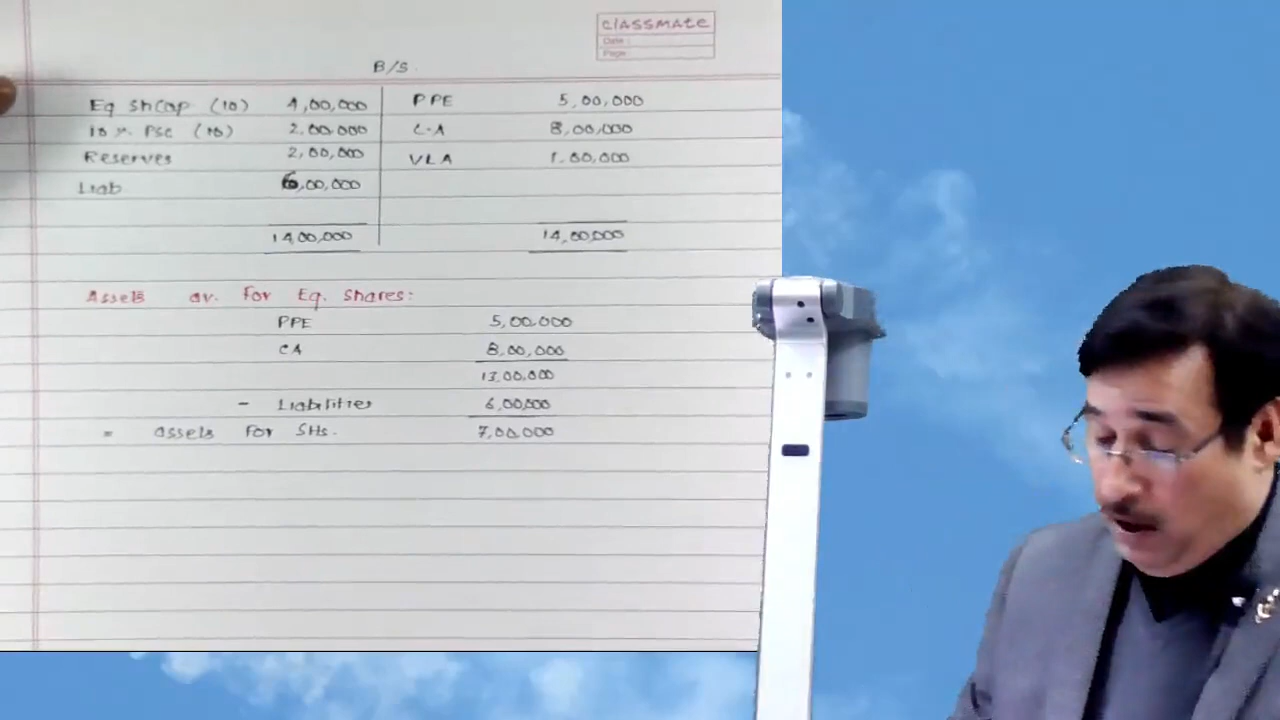 classmate
Date :
Page :
B/S.
Eq shcap (10) 4,00,000 PPE 5,00,000
10 %. PSC (10) 2,00,000 C.A 8,00,000
Reserves 2,00,000 VLA 1,00,000
Liab 6,00,000
14,00,000 14,00,000
Assets av. For Eq. Shares:
PPE 5,00,000
CA 8,00,000
13,00,000
- Liabilities 6,00,000
= assets For SHs. 7,00,000